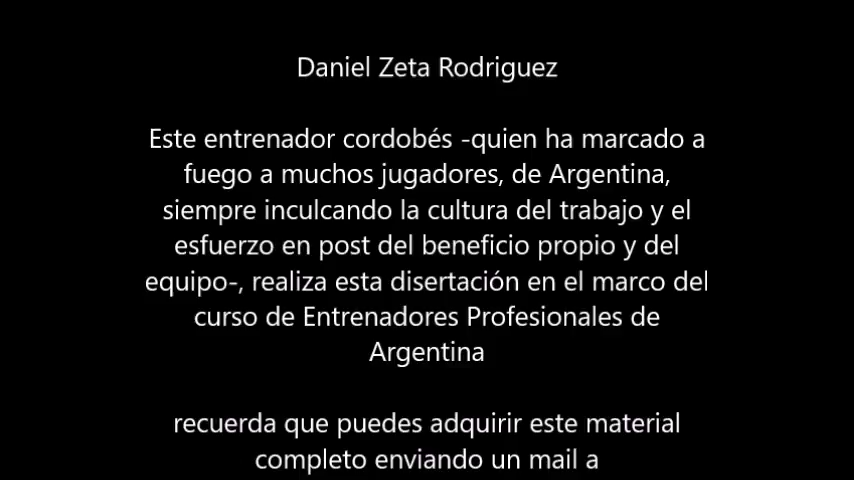 Daniel Zeta Rodriguez
Este entrenador cordobés -quien ha marcado a
fuego a muchos jugadores, de Argentina,
siempre inculcando la cultura del trabajo y el
esfuerzo en post del beneficio propio y del
equipo-, realiza esta disertación en el marco del
curso de Entrenadores Profesionales de
Argentina
recuerda que puedes adquirir este material
completo enviando un mail a